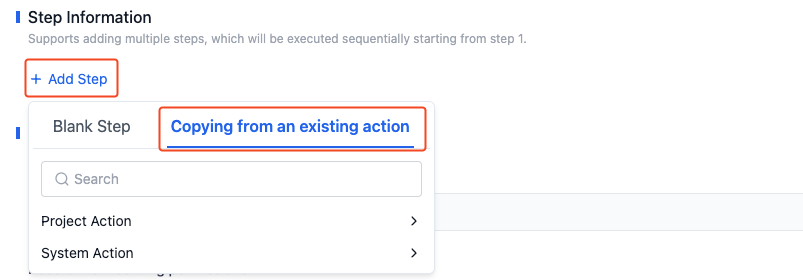 Step Information
Supports adding multiple steps, which will be executed sequentially starting from step 1.
+ Add Step
Blank Step
Copying from an existing action
Search
Project Action
System Action